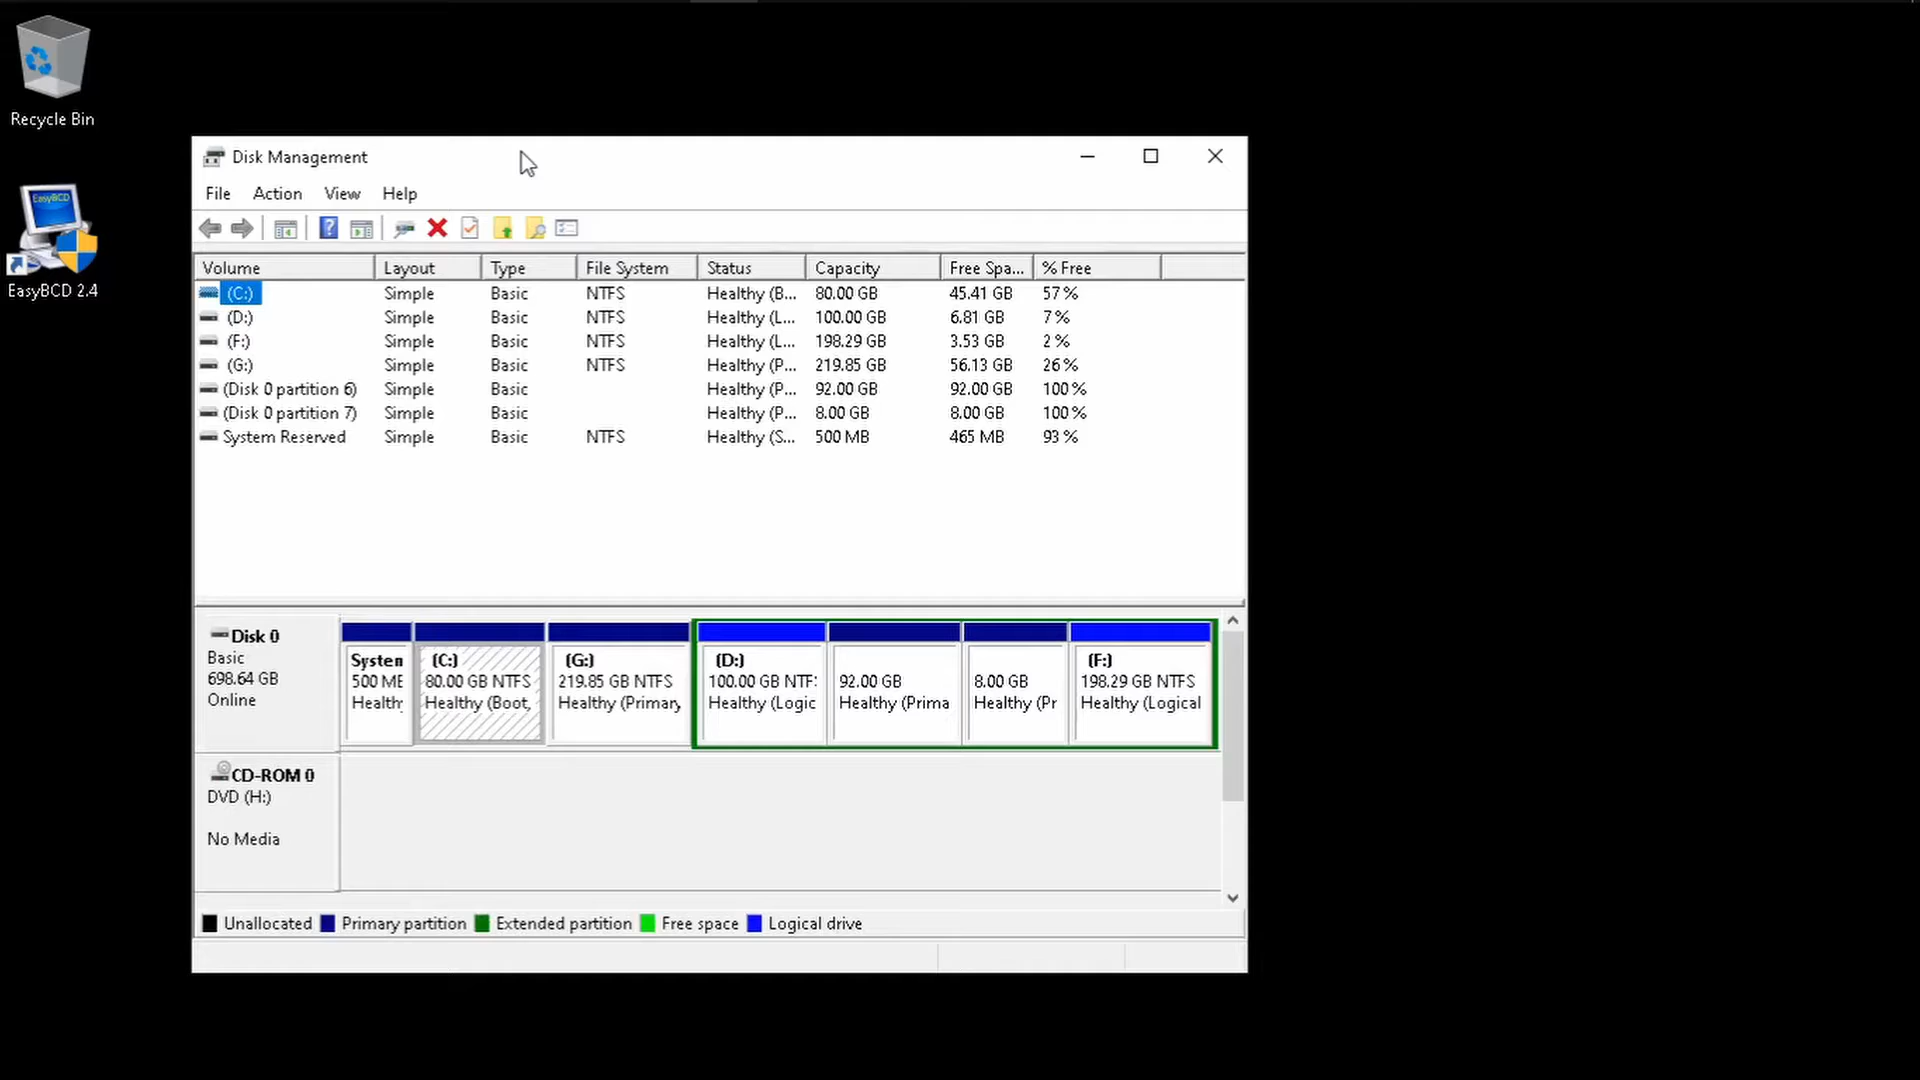 Recycle Bin
EasyBCD
EasyBCD 2.4
Disk Management
File Action View Help
Volume Layout Type File System Status Capacity Free Spa... % Free
(C:) Simple Basic NTFS Healthy (B... 80.00 GB 45.41 GB 57 %
(D:) Simple Basic NTFS Healthy (L... 100.00 GB 6.81 GB 7 %
(F:) Simple Basic NTFS Healthy (L... 198.29 GB 3.53 GB 2 %
(G:) Simple Basic NTFS Healthy (P... 219.85 GB 56.13 GB 26 %
(Disk 0 partition 6) Simple Basic Healthy (P... 92.00 GB 92.00 GB 100 %
(Disk 0 partition 7) Simple Basic Healthy (P... 8.00 GB 8.00 GB 100 %
System Reserved Simple Basic NTFS Healthy (S... 500 MB 465 MB 93 %
Disk 0
Basic
698.64 GB
Online
System
500 ME
Healthy
(C:)
80.00 GB NTFS
Healthy (Boot,
(G:)
219.85 GB NTFS
Healthy (Primary
(D:)
100.00 GB NTF:
Healthy (Logic
92.00 GB
Healthy (Prima
8.00 GB
Healthy (Pr
(F:)
198.29 GB NTFS
Healthy (Logical
CD-ROM 0
DVD (H:)
No Media
Unallocated Primary partition Extended partition Free space Logical drive